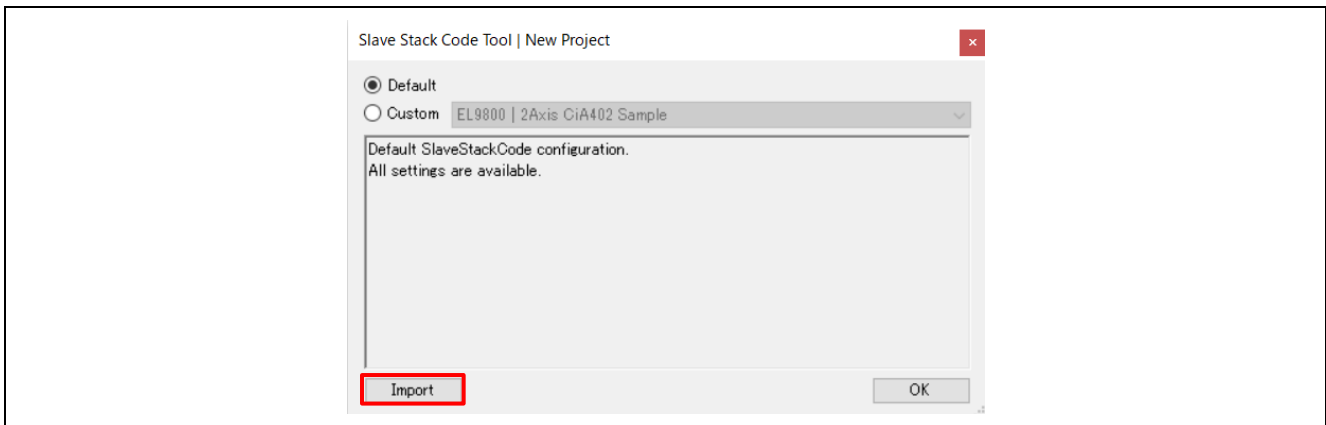 Slave Stack Code Tool | New Project
Default
Custom EL9800 | 2Axis CiA402 Sample
Default SlaveStackCode configuration.
All settings are available.
Import OK